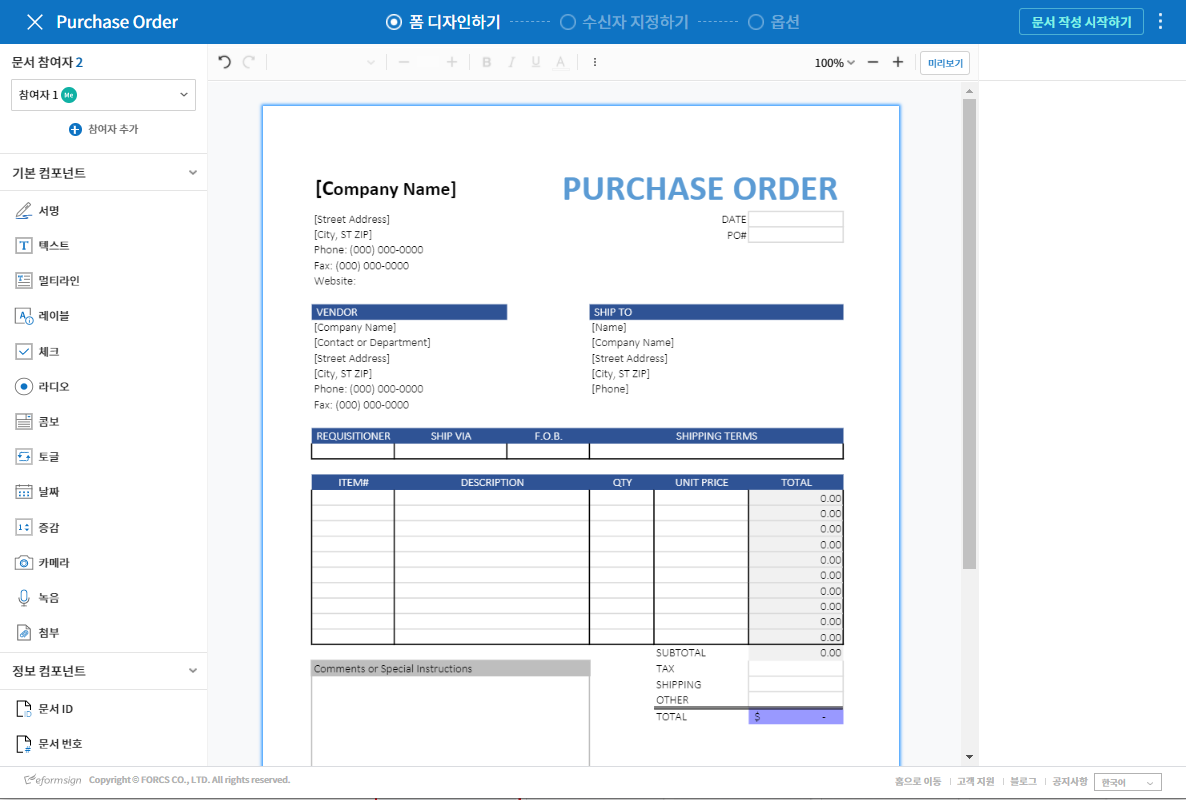 Purchase Order
폼 디자인하기
수신자 지정하기
옵션
문서 작성 시작하기
문서 참여자 2
100%
미리보기
참여자 1 Me
참여자 추가
기본 컴포넌트
서명
텍스트
멀티라인
레이블
체크
라디오
콤보
토글
날짜
증감
카메라
녹음
첨부
정보 컴포넌트
문서 ID
문서 번호
[Company Name]
PURCHASE ORDER
[Street Address]
[City, ST ZIP]
Phone: (000) 000-0000
Fax: (000) 000-0000
Website:
DATE
PO#
VENDOR
[Company Name]
[Contact or Department]
[Street Address]
[City, ST ZIP]
Phone: (000) 000-0000
Fax: (000) 000-0000
SHIP TO
[Name]
[Company Name]
[Street Address]
[City, ST ZIP]
[Phone]
REQUISITIONER SHIP VIA F.O.B. SHIPPING TERMS
ITEM# DESCRIPTION QTY UNIT PRICE TOTAL
0.00
0.00
0.00
0.00
0.00
0.00
0.00
0.00
0.00
0.00
SUBTOTAL 0.00
TAX
SHIPPING
OTHER
TOTAL $ -
Comments or Special Instructions
eformsign Copyright © FORCS CO., LTD. All rights reserved.
홈으로 이동 | 고객 지원 | 블로그 | 공지사항 한국어